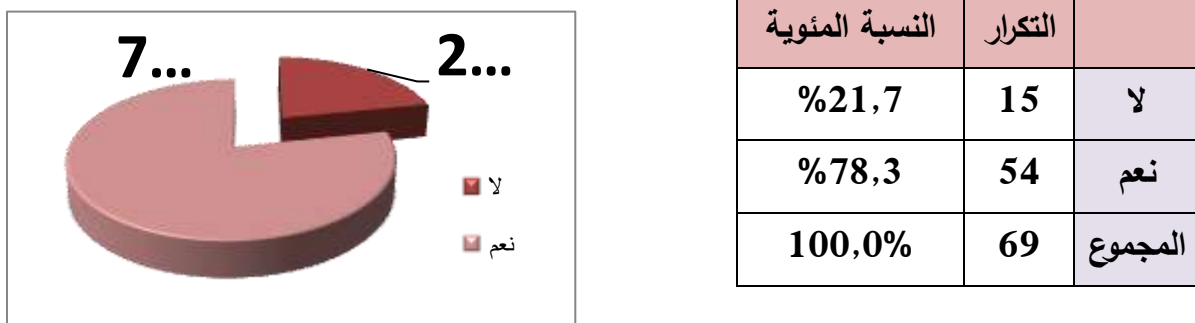 7...
2...
لا
نعم
التكرار النسبة المئوية
لا 15 %21,7
نعم 54 %78,3
المجموع 69 100,0%